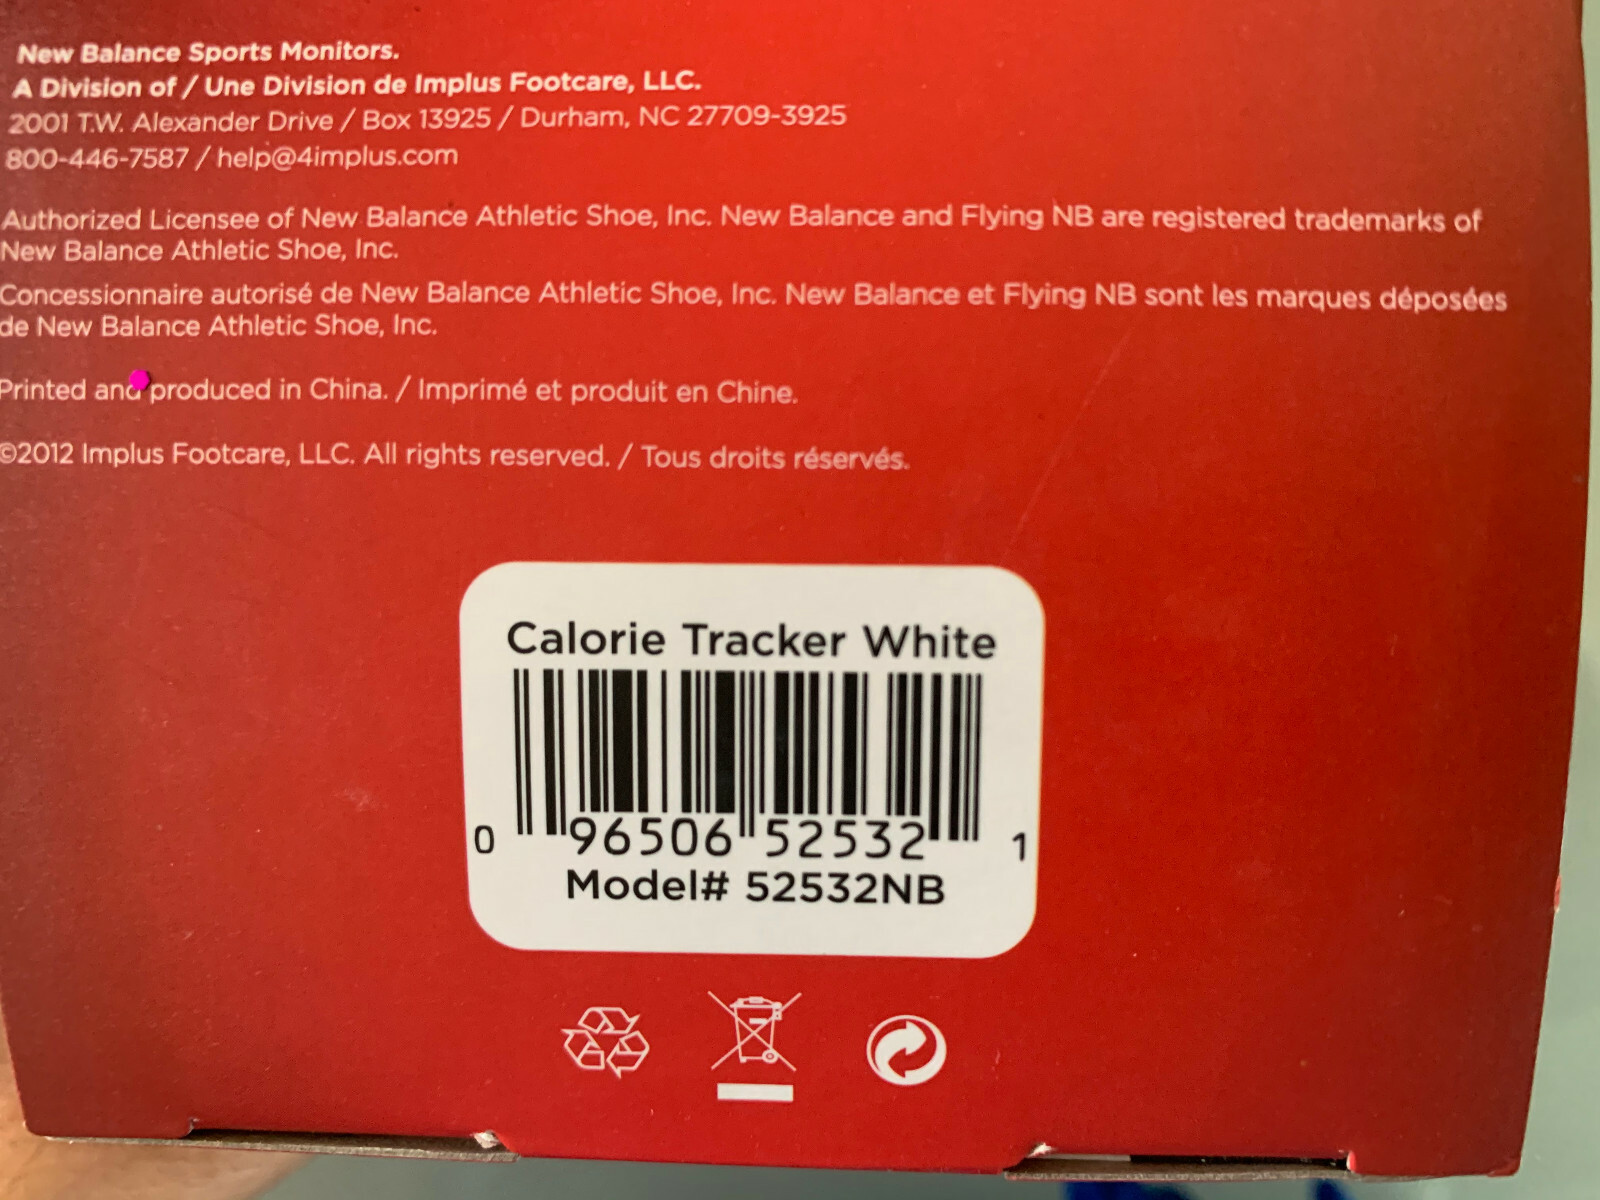 New Balance Sports Monitors.
A Division of / Une Division de Implus Footcare, LLC.
2001 T.W. Alexander Drive / Box 13925 / Durham, NC 27709-3925
800-446-7587 / help@4implus.com
Authorized Licensee of New Balance Athletic Shoe, Inc. New Balance and Flying NB are registered trademarks of
New Balance Athletic Shoe, Inc.
Concessionnaire autorisé de New Balance Athletic Shoe, Inc. New Balance et Flying NB sont les marques déposées
de New Balance Athletic Shoe, Inc.
Printed and produced in China. / Imprimé et produit en Chine.
©2012 Implus Footcare, LLC. All rights reserved. / Tous droits réservés.
Calorie Tracker White
0 96506 52532 1
Model# 52532NB